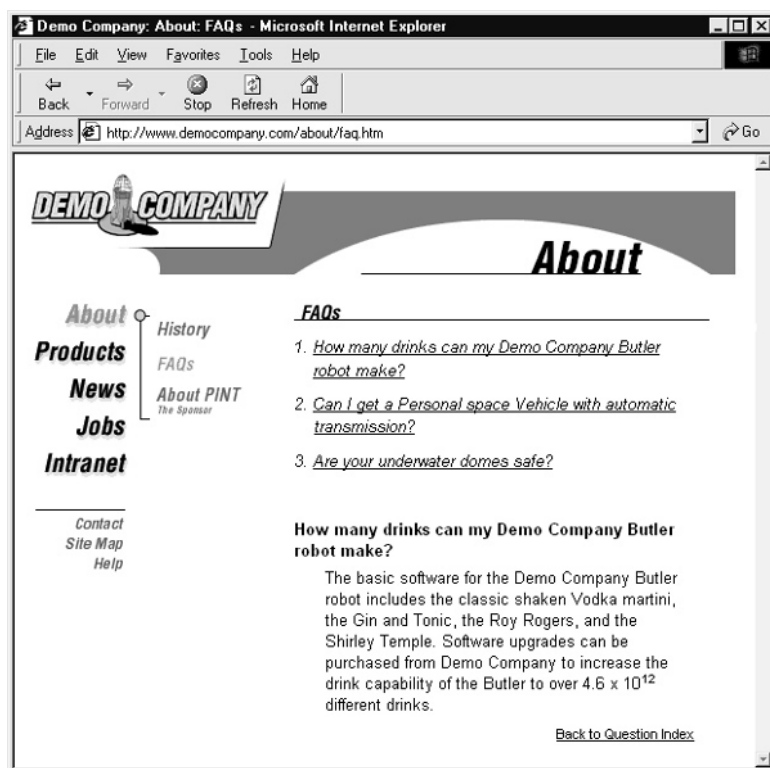 Demo Company: About: FAQs - Microsoft Internet Explorer
File Edit View Favorites Tools Help
Back Forward Stop Refresh Home
Address http://www.democompany.com/about/faq.htm Go
DEMO COMPANY
About
About
Products
News
Jobs
Intranet
History
FAQs
About PINT
The Sponsor
Contact
Site Map
Help
FAQs
1. How many drinks can my Demo Company Butler
robot make?
2. Can I get a Personal space Vehicle with automatic
transmission?
3. Are your underwater domes safe?
How many drinks can my Demo Company Butler
robot make?
The basic software for the Demo Company Butler
robot includes the classic shaken Vodka martini,
the Gin and Tonic, the Roy Rogers, and the
Shirley Temple. Software upgrades can be
purchased from Demo Company to increase the
drink capability of the Butler to over 4.6 x 10¹²
different drinks.
Back to Question Index